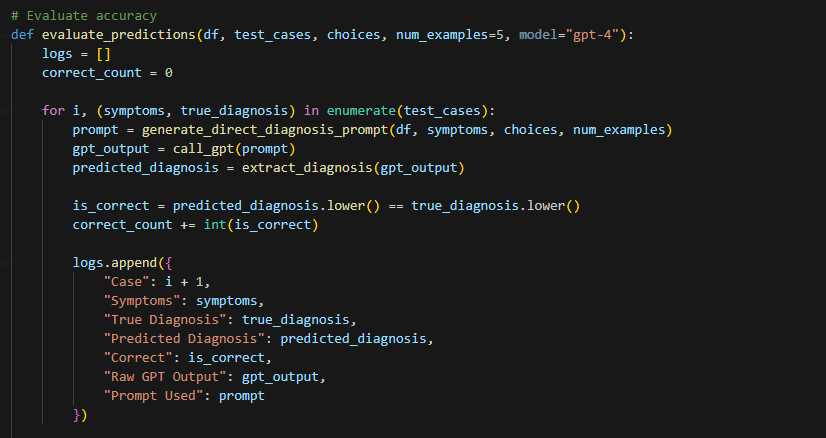 # Evaluate accuracy
def evaluate_predictions(df, test_cases, choices, num_examples=5, model="gpt-4"):
    logs = []
    correct_count = 0
    for i, (symptoms, true_diagnosis) in enumerate(test_cases):
        prompt = generate_direct_diagnosis_prompt(df, symptoms, choices, num_examples)
        gpt_output = call_gpt(prompt)
        predicted_diagnosis = extract_diagnosis(gpt_output)
        is_correct = predicted_diagnosis.lower() == true_diagnosis.lower()
        correct_count += int(is_correct)
        logs.append({
            "Case": i + 1,
            "Symptoms": symptoms,
            "True Diagnosis": true_diagnosis,
            "Predicted Diagnosis": predicted_diagnosis,
            "Correct": is_correct,
            "Raw GPT Output": gpt_output,
            "Prompt Used": prompt
        })